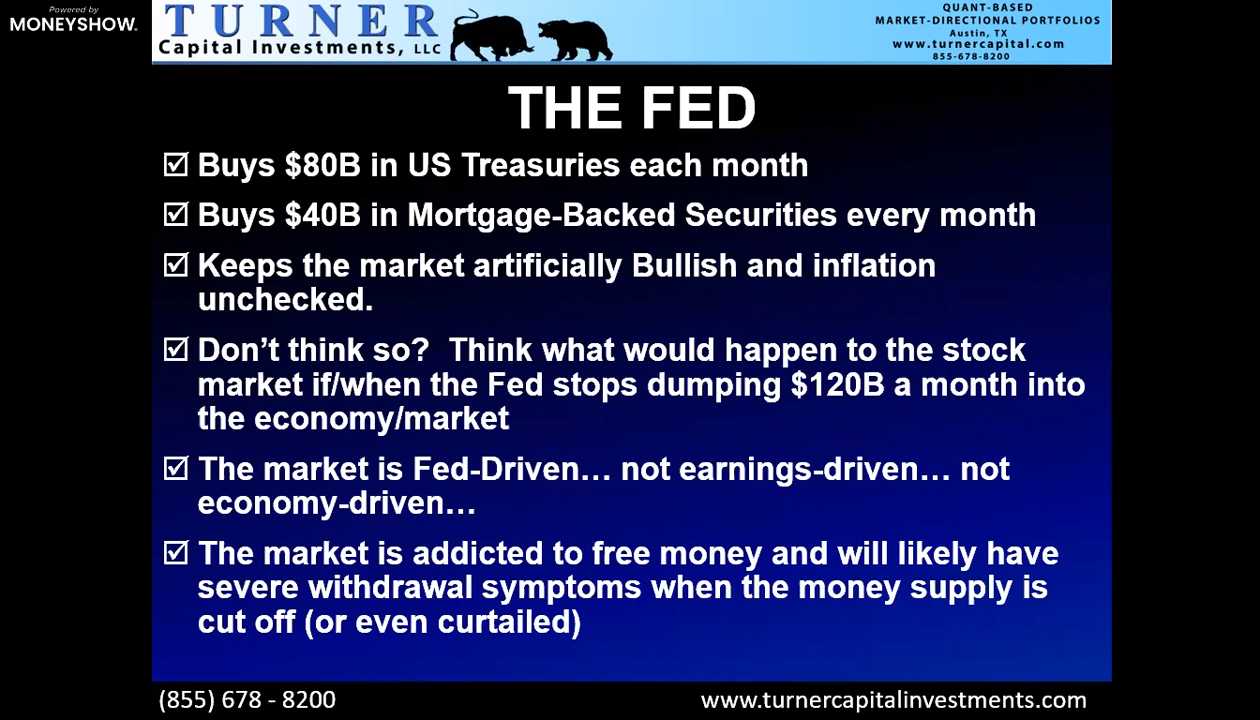 Powered by
MONEYSHOW.
TURNER
Capital Investments, LLC
QUANT-BASED
MARKET-DIRECTIONAL PORTFOLIOS
Austin, TX
www.turnercapital.com
855-678-8200
THE FED
☑ Buys $80B in US Treasuries each month
☑ Buys $40B in Mortgage-Backed Securities every month
☑ Keeps the market artificially Bullish and inflation
unchecked.
☑ Don’t think so?  Think what would happen to the stock
market if/when the Fed stops dumping $120B a month into
the economy/market
☑ The market is Fed-Driven… not earnings-driven… not
economy-driven…
☑ The market is addicted to free money and will likely have
severe withdrawal symptoms when the money supply is
cut off (or even curtailed)
(855) 678 - 8200
www.turnercapitalinvestments.com